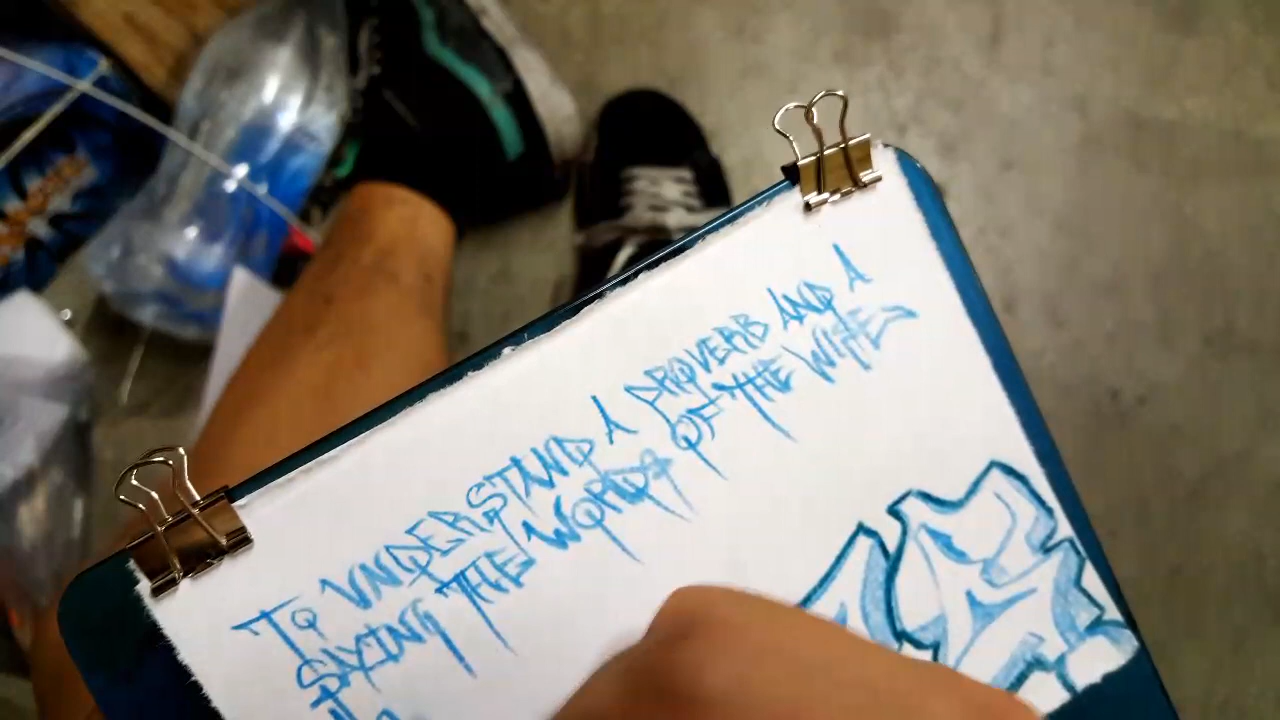 TO UNDERSTAND A PROVERB AND A
SAYING THE WORDS OF THE WISE